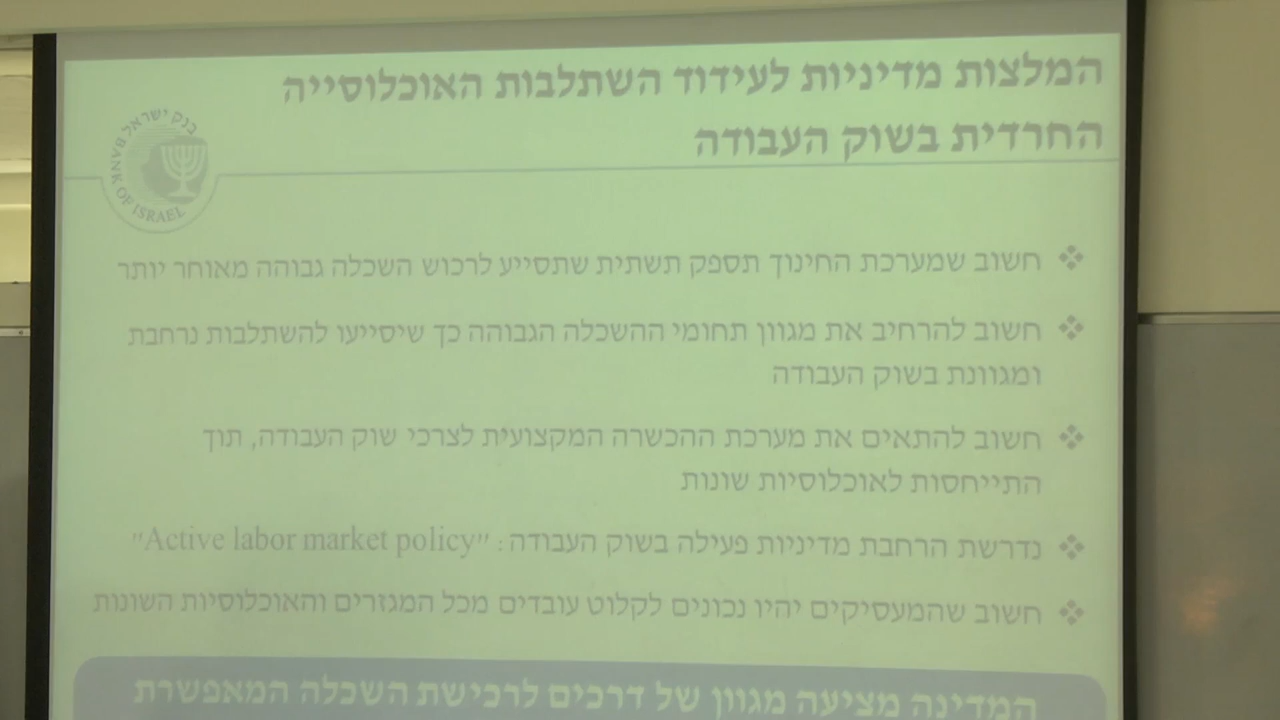 המלצות מדיניות לעידוד השתלבות האוכלוסייה
החרדית בשוק העבודה
בנק ישראל
BANK OF ISRAEL
חשוב שמערכת החינוך תספק תשתית שתסייע לרכוש השכלה גבוהה מאוחר יותר
חשוב להרחיב את מגוון תחומי ההשכלה הגבוהה כך שיסייעו להשתלבות נרחבת
ומגוונת בשוק העבודה
חשוב להתאים את מערכת ההכשרה המקצועית לצרכי שוק העבודה, תוך
התייחסות לאוכלוסיות שונות
נדרשת הרחבת מדיניות פעילה בשוק העבודה: "Active labor market policy"
חשוב שהמעסיקים יהיו נכונים לקלוט עובדים מכל המגזרים והאוכלוסיות השונות
המדינה מציעה מגוון של דרכים לרכישת השכלה המאפשרת